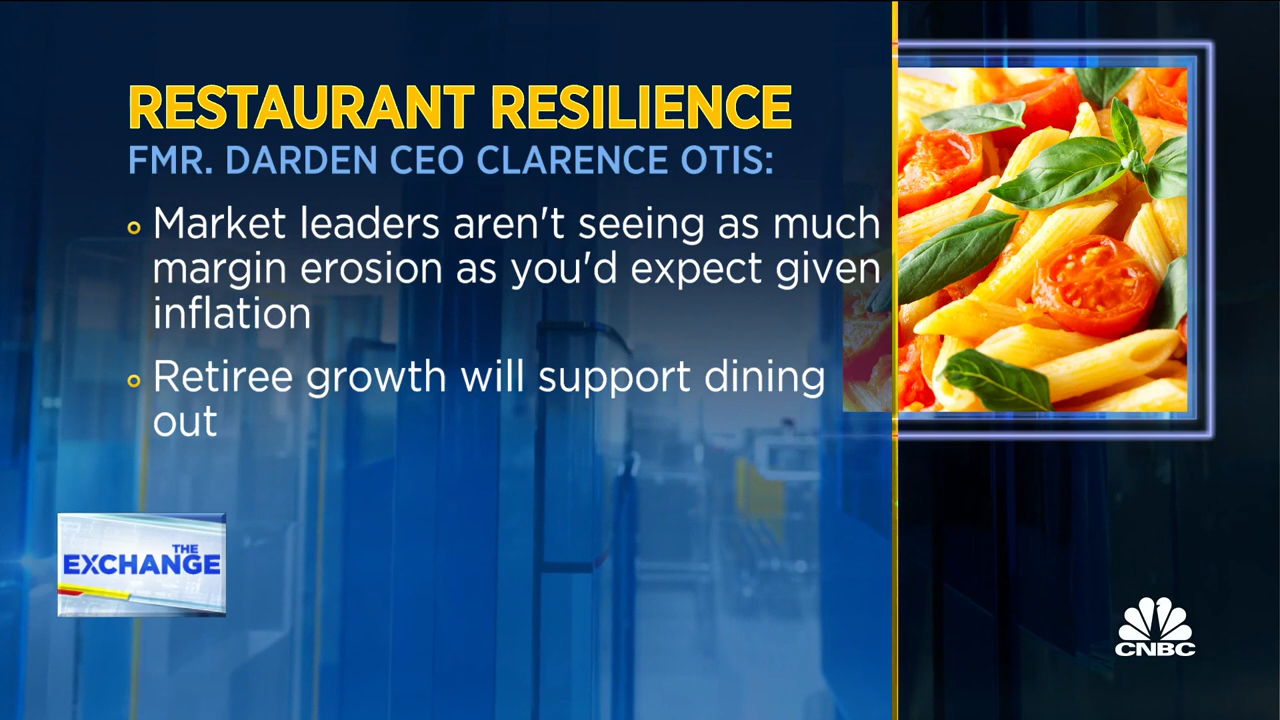 RESTAURANT RESILIENCE
FMR. DARDEN CEO CLARENCE OTIS:
Market leaders aren't seeing as much
margin erosion as you'd expect given
inflation
Retiree growth will support dining
out
THE
EXCHANGE
CNBC